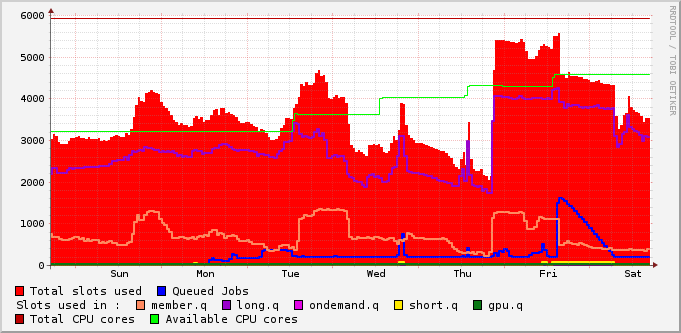 RRDTOOL / TOBI OETIKER
6000
5000
4000
3000
2000
1000
0
Sun Mon Tue Wed Thu Fri Sat
Total slots used Queued Jobs
Slots used in : member.q long.q ondemand.q short.q gpu.q
Total CPU cores Available CPU cores